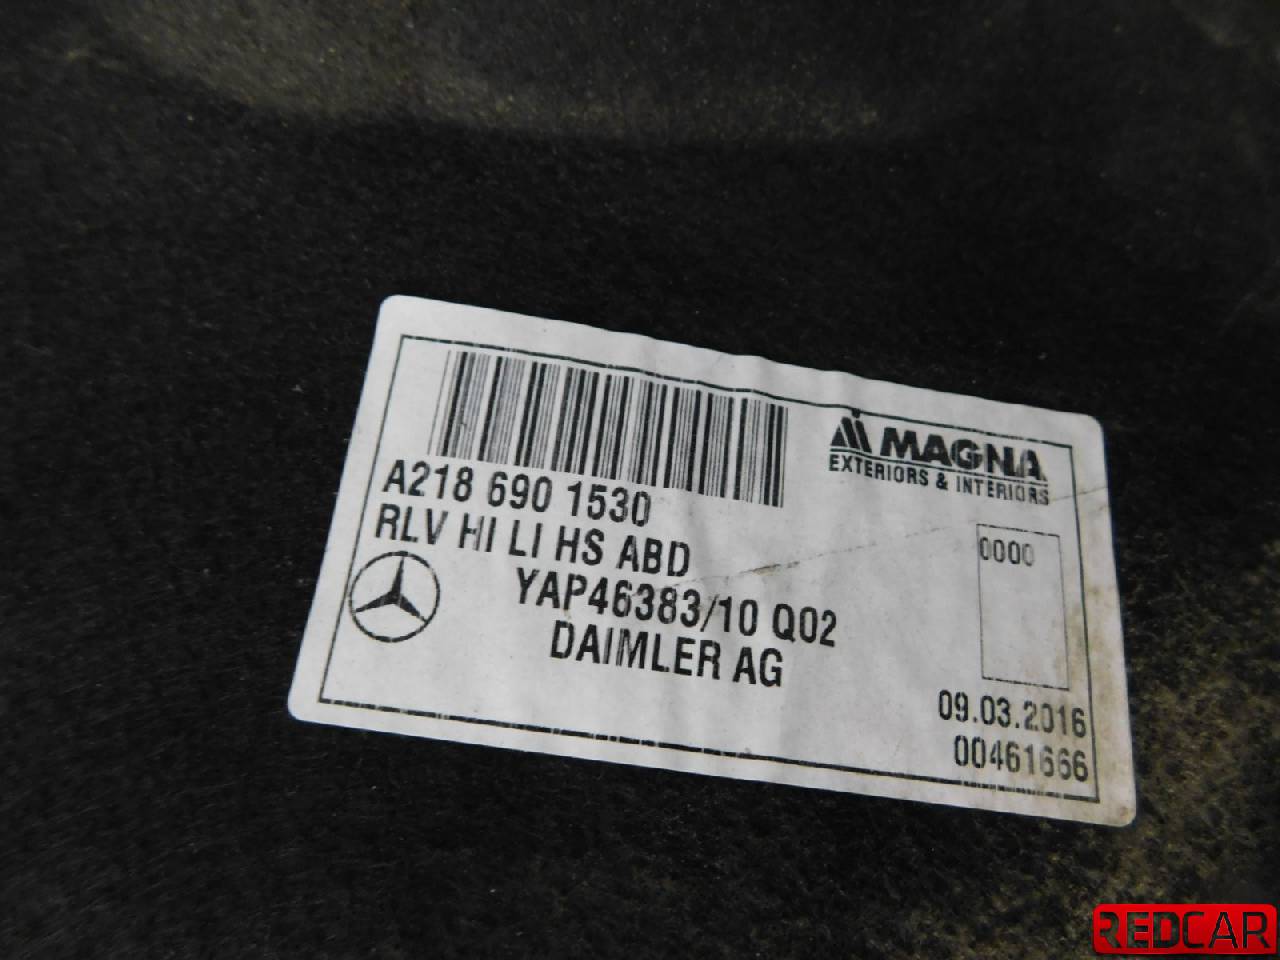 MAGNA
EXTERIORS & INTERIORS
A218 690 1530
RLV HI LI HS ABD
YAP46383/10 Q02
DAIMLER AG
0000
09.03.2016
00461666
REDCAR